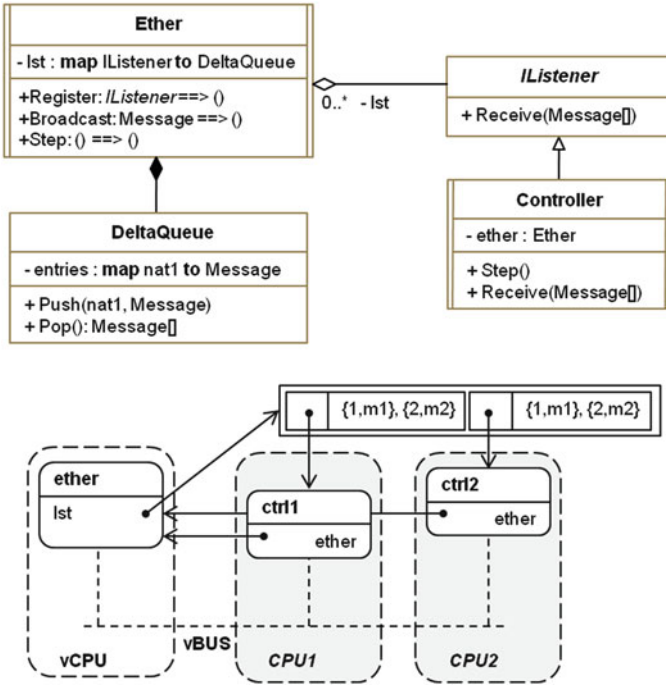 Ether
- lst : map IListener to DeltaQueue
+Register: IListener ==> ()
+Broadcast: Message ==> ()
+Step: () ==> ()
0..* - lst
IListener
+ Receive(Message[])
Controller
- ether : Ether
+ Step()
+ Receive(Message[])
DeltaQueue
- entries : map nat1 to Message
+ Push(nat1, Message)
+ Pop(): Message[]
{1,m1}, {2,m2}
{1,m1}, {2,m2}
ether
lst
ctrl1
ether
ctrl2
ether
vBUS
vCPU
CPU1
CPU2